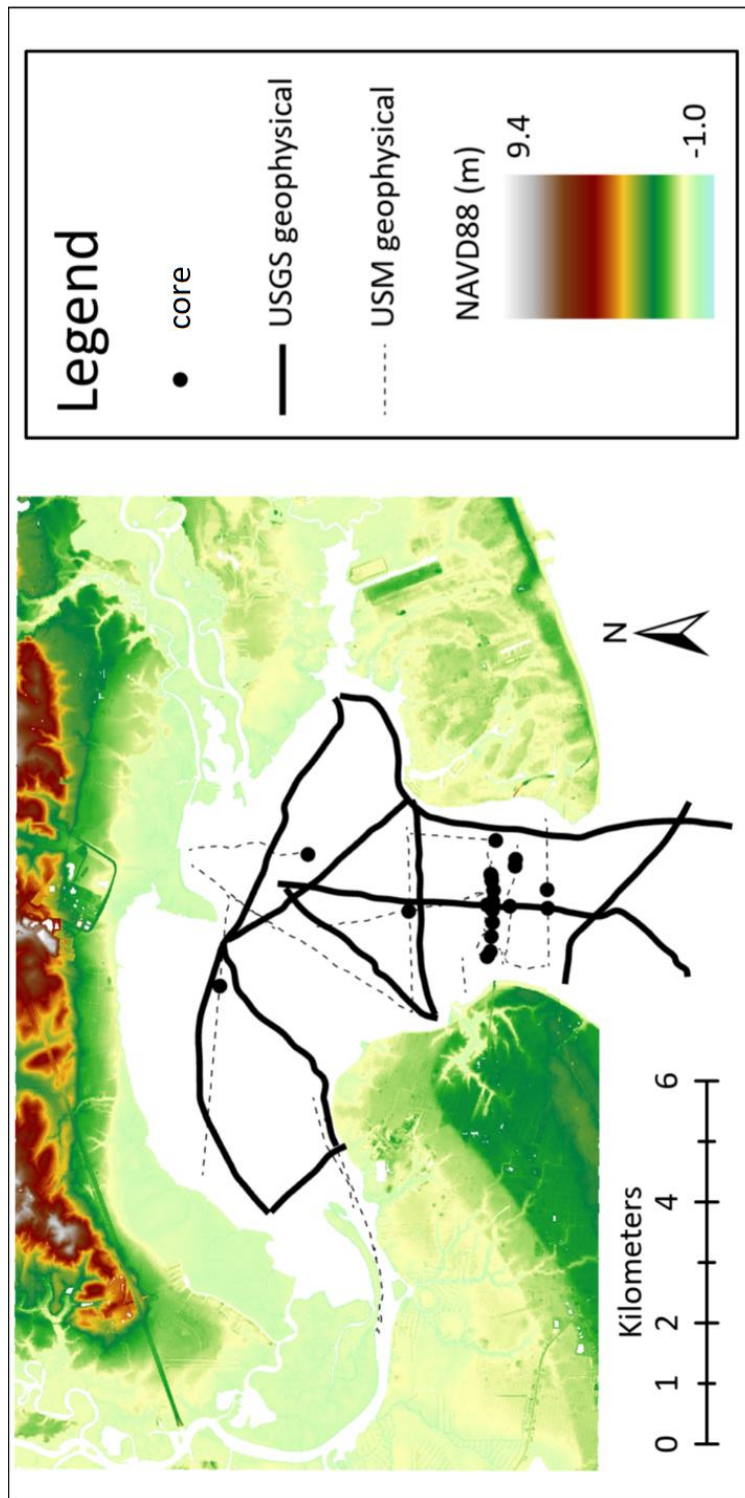 Legend
core
USGS geophysical
USM geophysical
NAVD88 (m)
9.4
-1.0
N
Kilometers
0 1 2 4 6